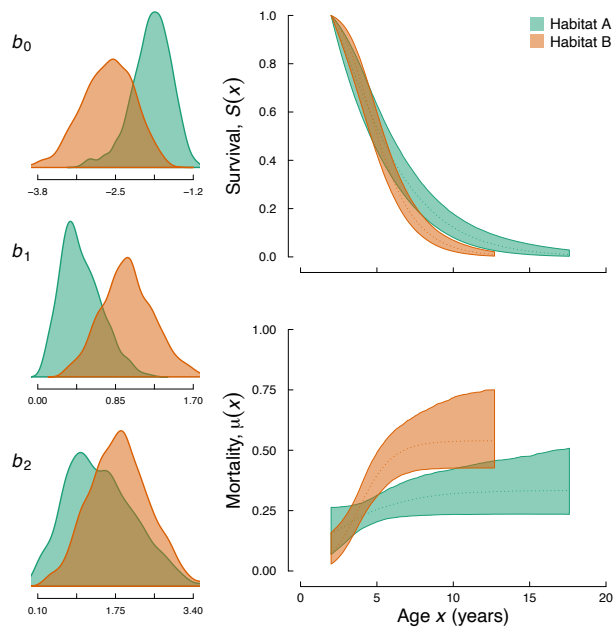 b0
−3.8 −2.5 −1.2
b1
0.00 0.85 1.70
b2
0.10 1.75 3.40
Habitat A
Habitat B
Survival, S(x)
1.0
0.8
0.6
0.4
0.2
0.0
Mortality, μ(x)
1.00
0.75
0.50
0.25
0.00
0 5 10 15 20
Age x (years)